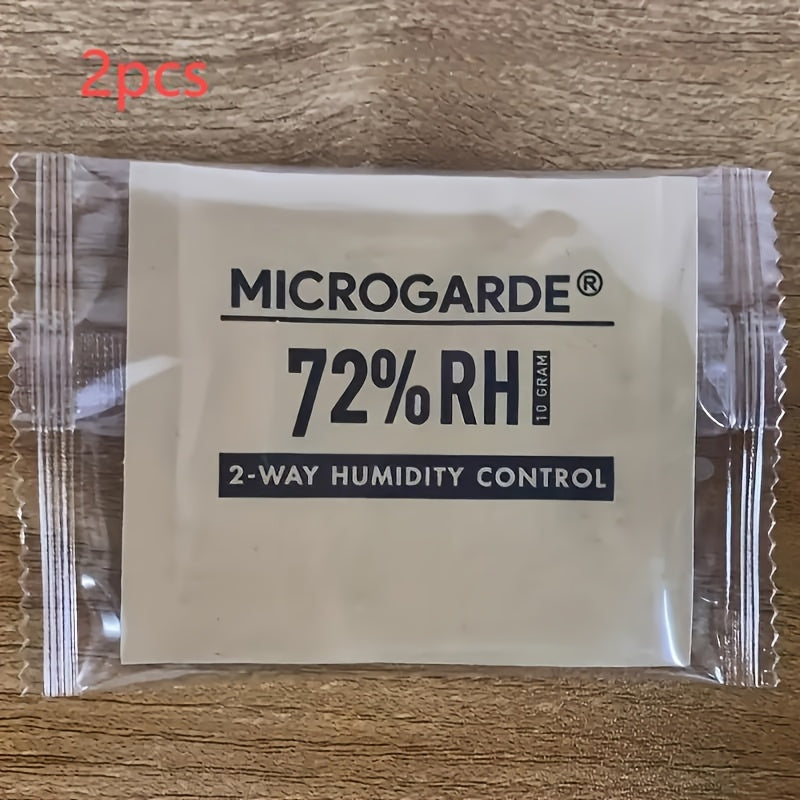 2pcs
MICROGARDE®
72%RH 10 GRAM
2-WAY HUMIDITY CONTROL